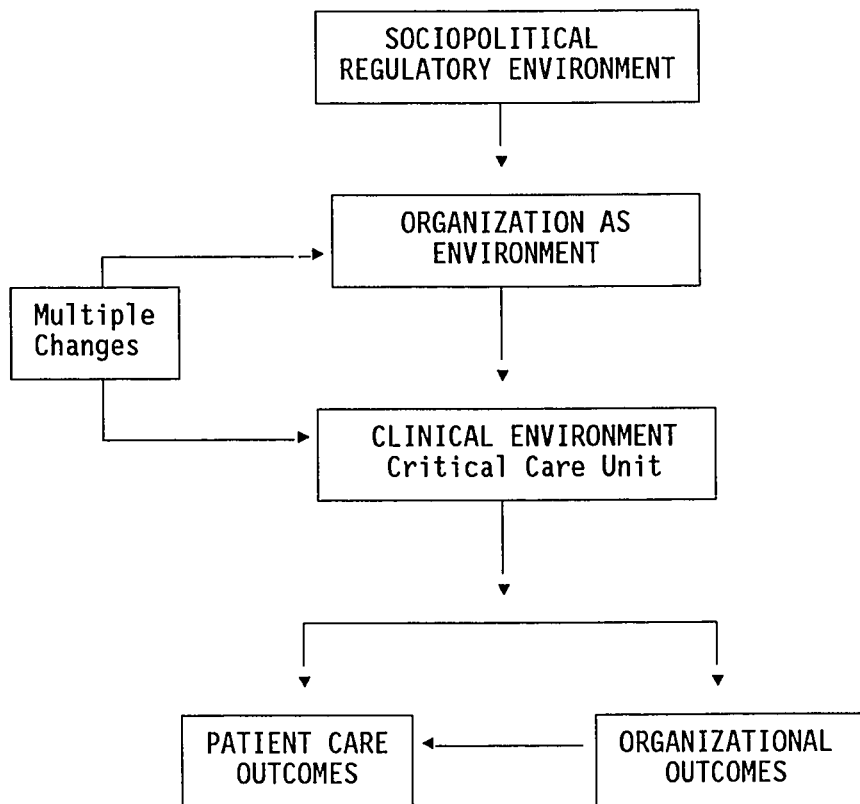 SOCIOPOLITICAL
REGULATORY ENVIRONMENT
ORGANIZATION AS
ENVIRONMENT
Multiple
Changes
CLINICAL ENVIRONMENT
Critical Care Unit
PATIENT CARE
OUTCOMES
ORGANIZATIONAL
OUTCOMES